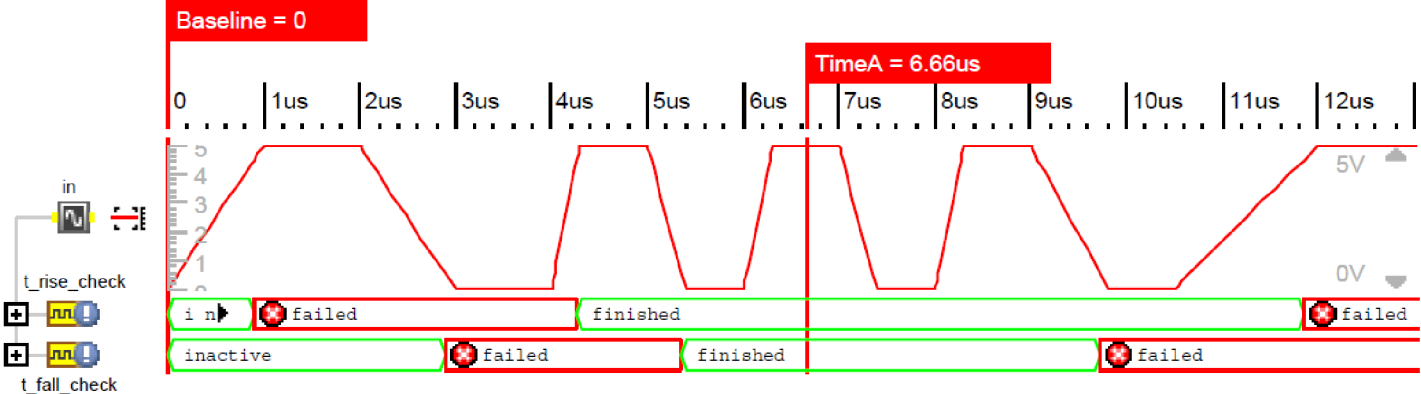 Baseline = 0
TimeA = 6.66us
0 1us 2us 3us 4us 5us 6us 7us 8us 9us 10us 11us 12us
5
4
3
2
1
0
5V
0V
in
t_rise_check
i n failed finished failed
inactive failed finished failed
t_fall_check